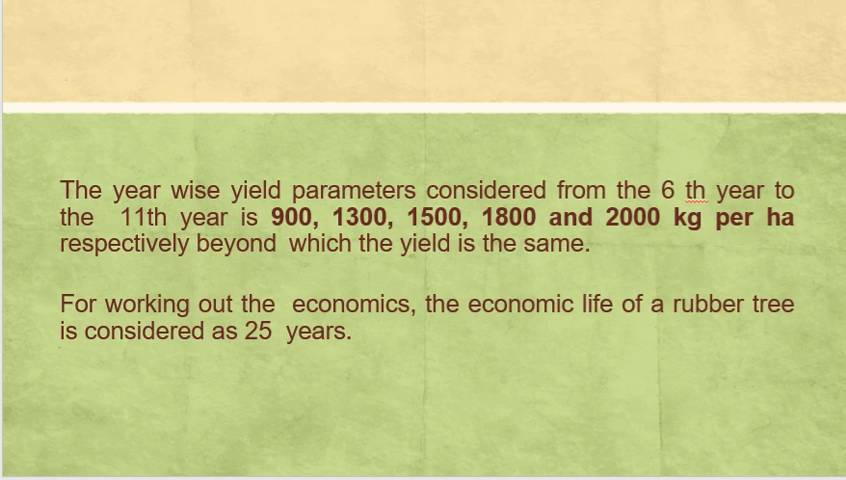 The year wise yield parameters considered from the 6 th year to
the 11th year is 900, 1300, 1500, 1800 and 2000 kg per ha
respectively beyond which the yield is the same.
For working out the economics, the economic life of a rubber tree
is considered as 25 years.